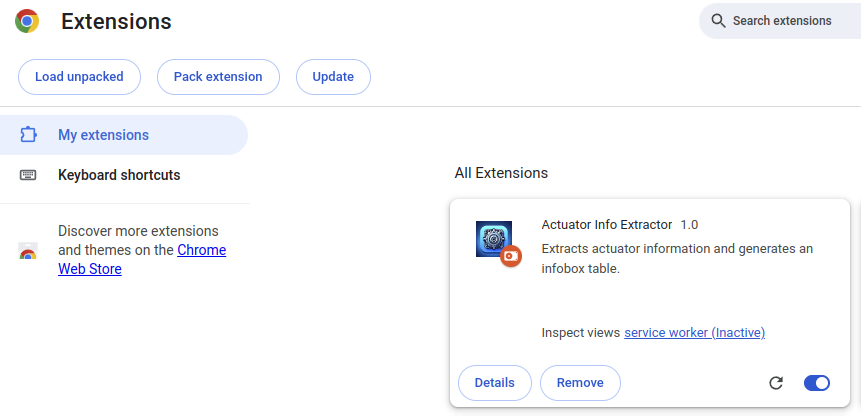 Extensions
Search extensions
Load unpacked
Pack extension
Update
My extensions
Keyboard shortcuts
Discover more extensions
and themes on the Chrome
Web Store
All Extensions
Actuator Info Extractor 1.0
Extracts actuator information and generates an
infobox table.
Inspect views service worker (Inactive)
Details
Remove